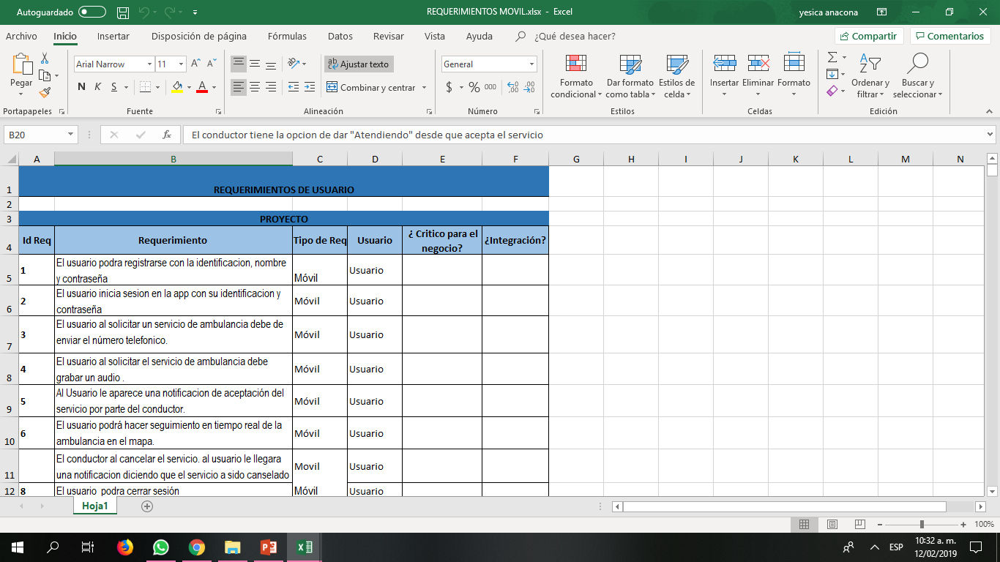 Autoguardado
REQUERIMIENTOS MOVIL.xlsx - Excel
yesica anacona
Archivo Inicio Insertar Disposición de página Fórmulas Datos Revisar Vista Ayuda ¿Qué desea hacer? Compartir Comentarios
Pegar
Arial Narrow 11
N K S
Ajustar texto
Combinar y centrar
General
$ % 000
Formato condicional
Dar formato como tabla
Estilos de celda
Insertar Eliminar Formato
Ordenar y filtrar
Buscar y seleccionar
Portapapeles Fuente Alineación Número Estilos Celdas Edición
B20 fx El conductor tiene la opcion de dar "Atendiendo" desde que acepta el servicio
A B C D E F G H I J K L M N
1 REQUERIMIENTOS DE USUARIO
2
3 PROYECTO
4 Id Req Requerimiento Tipo de Req Usuario ¿ Critico para el negocio? ¿Integración?
5 1 El usuario podra registrarse con la identificacion, nombre y contraseña Móvil Usuario
6 2 El usuario inicia sesion en la app con su identificacion y contraseña Móvil Usuario
7 3 El usuario al solicitar un servicio de ambulancia debe de enviar el número telefonico. Móvil Usuario
8 4 El usuario al solicitar el servicio de ambulancia debe grabar un audio . Móvil Usuario
9 5 Al Usuario le aparece una notificacion de aceptación del servicio por parte del conductor. Móvil Usuario
10 6 El usuario podrá hacer seguimiento en tiempo real de la ambulancia en el mapa. Móvil Usuario
11 El conductor al cancelar el servicio. al usuario le llegara una notificacion diciendo que el servicio a sido canselado Movil Usuario
12 8 El usuario podra cerrar sesión Móvil Usuario
Hoja1
100%
ESP
10:32 a. m.
12/02/2019